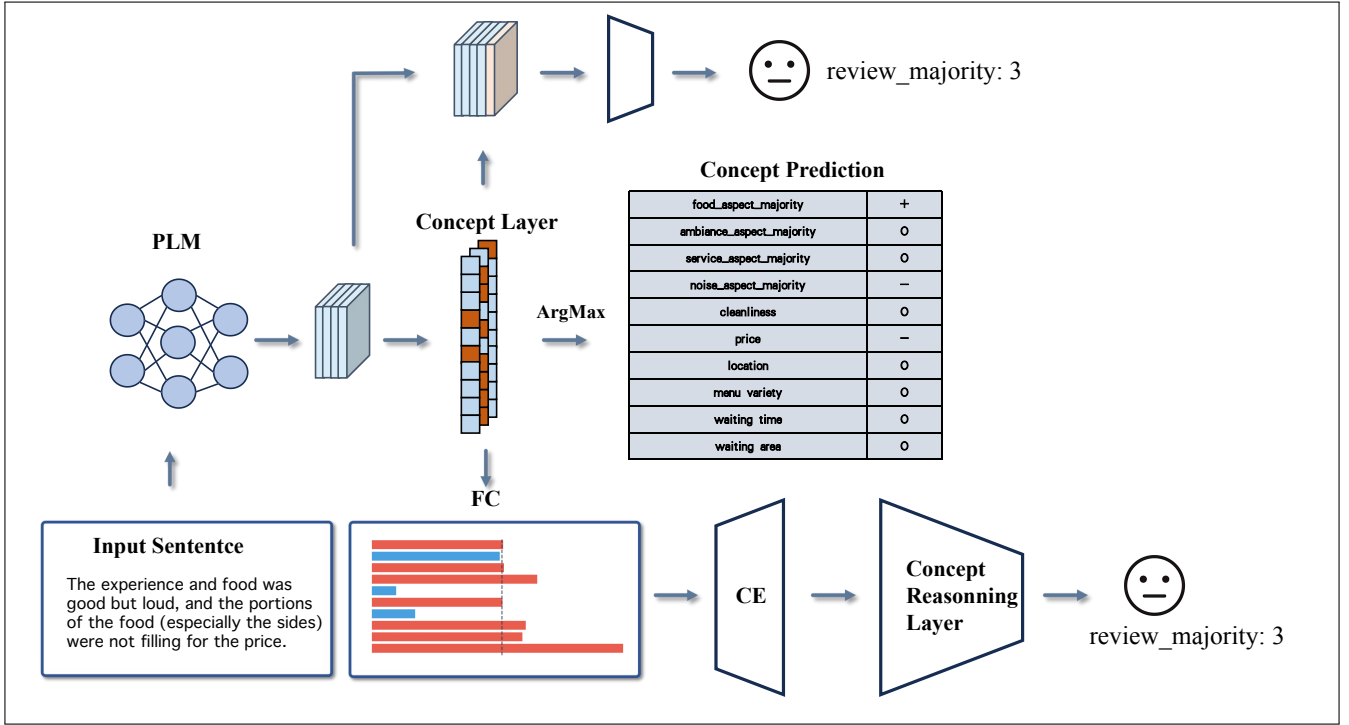 review_majority: 3
Concept Prediction
food_aspect_majority +
ambiance_aspect_majority O
service_aspect_majority O
noise_aspect_majority −
cleanliness O
price −
location O
menu variety O
waiting time O
waiting area O
Concept Layer
PLM
ArgMax
FC
Input Sententce
The experience and food was
good but loud, and the portions
of the food (especially the sides)
were not filling for the price.
CE
Concept
Reasonning
Layer
review_majority: 3